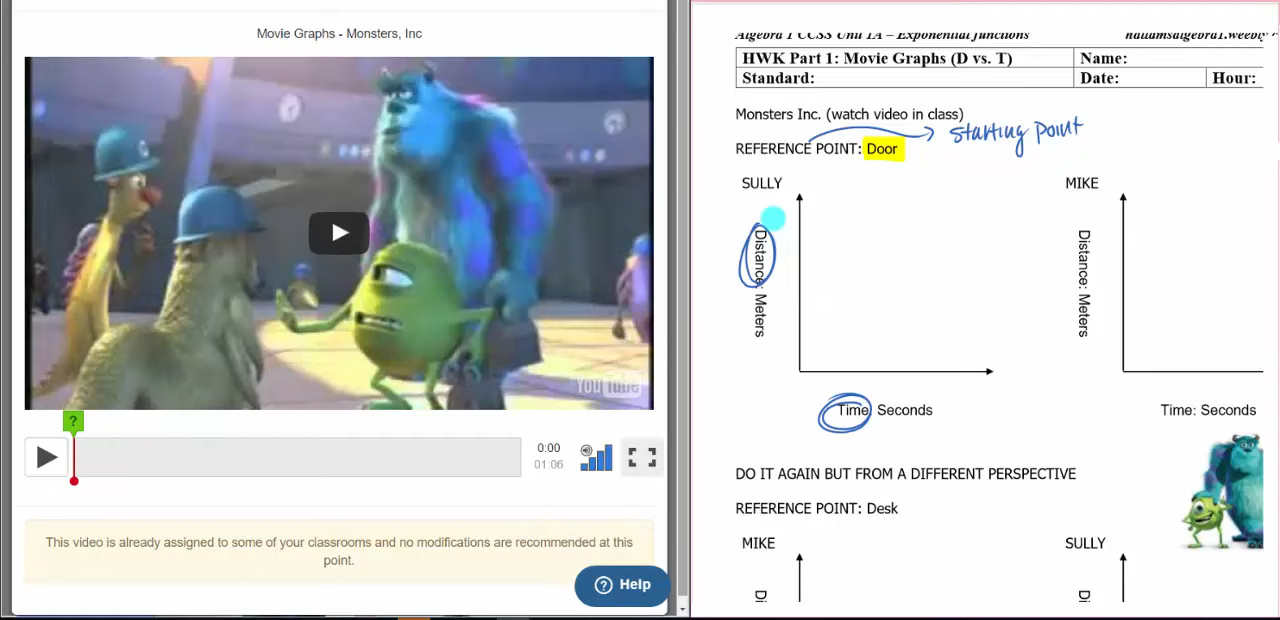 Movie Graphs - Monsters, Inc
YouTube
?
0:00
01:06
This video is already assigned to some of your classrooms and no modifications are recommended at this
point.
Help
Algebra 1 CCSS Unit 1A – Exponential functions
hattamsalgebra1.weebly
HWK Part 1: Movie Graphs (D vs. T)
Name:
Standard:
Date:
Hour:
Monsters Inc. (watch video in class)
starting point
REFERENCE POINT: Door
SULLY
MIKE
Distance: Meters
Distance: Meters
Time: Seconds
Time: Seconds
DO IT AGAIN BUT FROM A DIFFERENT PERSPECTIVE
REFERENCE POINT: Desk
MIKE
SULLY
Di
Di